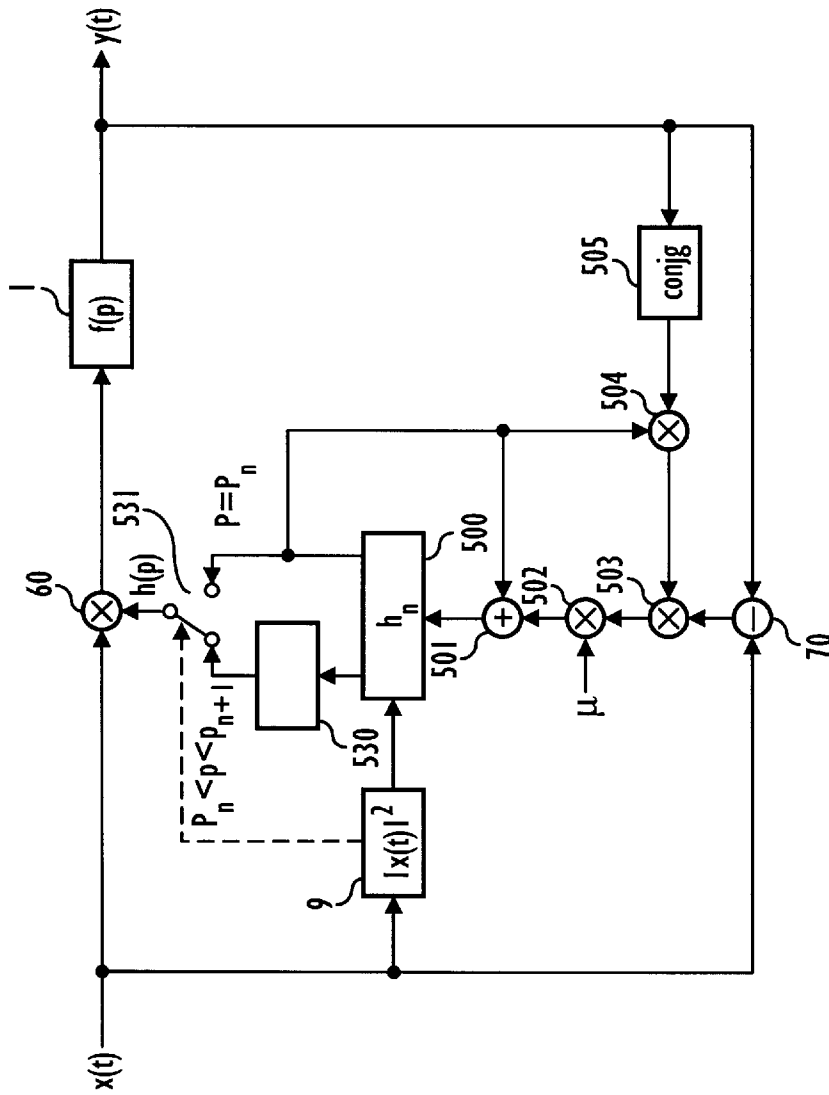 x(t)
60
h(p)
531
1
f(p)
y(t)
P_n<p<p_n+1
P=P_n
530
9
|x(t)|^2
h_n
500
+
501
502
μ
503
504
505
conjg
−
70